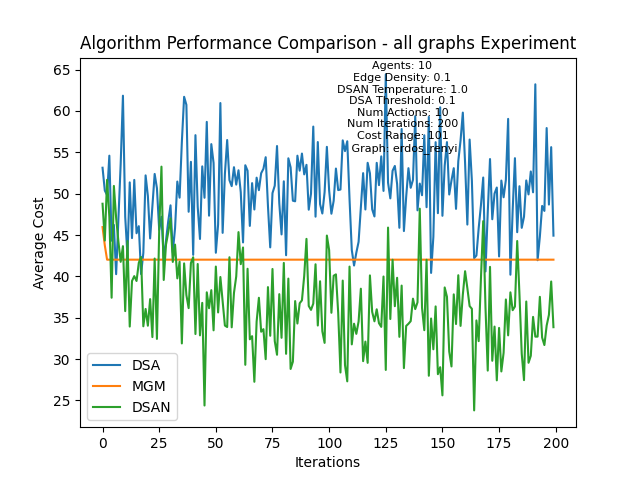 Algorithm Performance Comparison - all graphs Experiment
Agents: 10
Edge Density: 0.1
DSAN Temperature: 1.0
DSA Threshold: 0.1
Num Actions: 10
Num Iterations: 200
Cost Range: 101
Graph: erdos_renyi
65
60
55
50
45
40
35
30
25
Average Cost
DSA
MGM
DSAN
0 25 50 75 100 125 150 175 200
Iterations